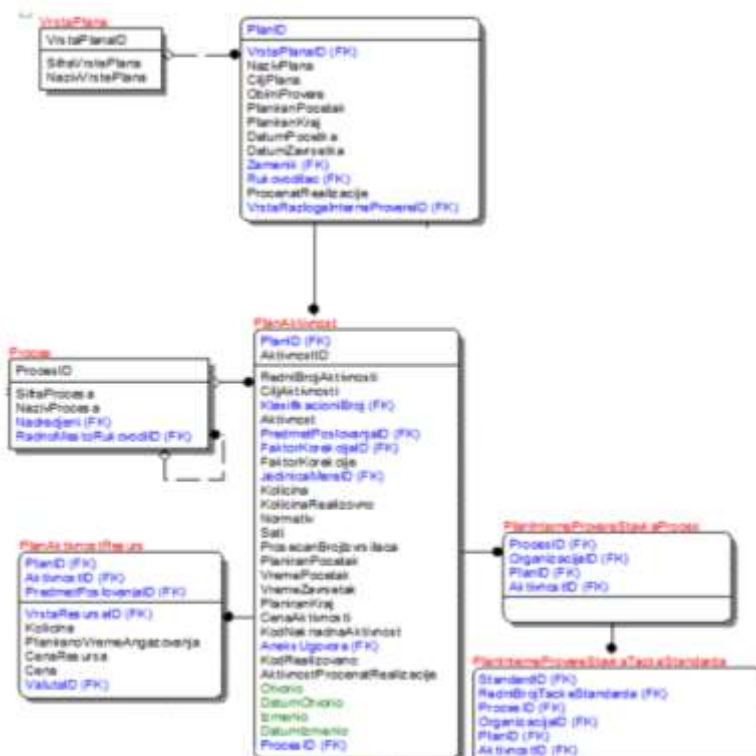 VrstaPlana
VrstaPlanaID
SifraVrstePlana
NazivVrstePlana
PlanID
VrstaPlanaID (FK)
NazivPlana
CiljPlana
ObimProvere
PlaniranPocetak
PlaniranKraj
DatumPocetka
DatumZavrsetka
Zamenik (FK)
Rukovodilac (FK)
ProcenatRealizacije
VrstaRazlogaInterneProvereID (FK)
Proces
ProcesID
SifraProcesa
NazivProcesa
Nadredjeni (FK)
RadnoMestoRukovodiID (FK)
PlanAktivnost
PlanID (FK)
AktivnostID
RedniBrojAktivnosti
CiljAktivnosti
KlasifikacioniBroj (FK)
Aktivnost
PredmetPoslovanjaID (FK)
FaktorKorekcijeID (FK)
FaktorKorekcije
JedinicaMereID (FK)
Kolicina
KolicinaRealizovno
Normativ
Sati
ProsecanBrojIzvrsilaca
PlaniranPocetak
VremePocetak
VremeZavrsetak
PlaniranKraj
CenaAktivnosti
KodNaknadnaAktivnost
AneksUgovora (FK)
KodRealizovano
AktivnostProcenatRealizacije
Otvorio
DatumOtvorio
Izmenio
DatumIzmenio
ProcesID (FK)
PlanAktivnostResurs
PlanID (FK)
AktivnostID (FK)
PredmetPoslovanjaID (FK)
VrstaResursaID (FK)
Kolicina
PlaniranoVremeAngazovanja
CenaResursa
Cena
ValutaID (FK)
PlanInterneProvereStavkaProces
ProcesID (FK)
OrganizacijaID (FK)
PlanID (FK)
AktivnostID (FK)
PlanInterneProvereStavkaTackaStandarda
StandardID (FK)
RedniBrojTackeStandarda (FK)
ProcesID (FK)
OrganizacijaID (FK)
PlanID (FK)
AktivnostID (FK)